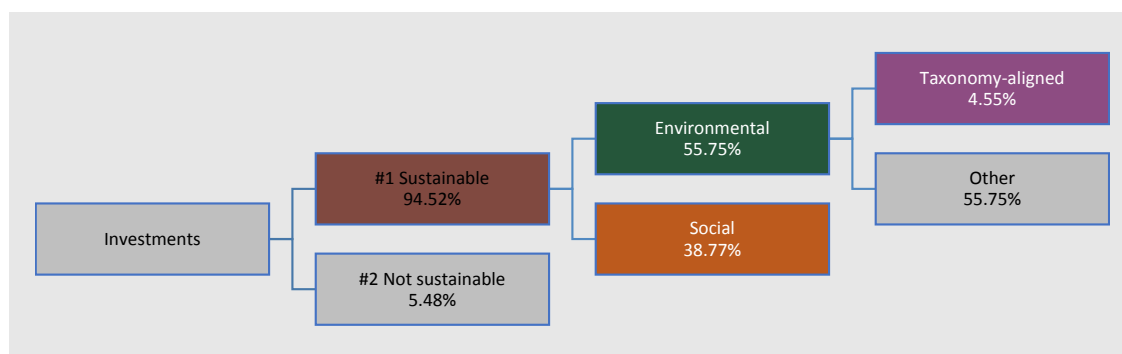 Investments
#1 Sustainable
94.52%
#2 Not sustainable
5.48%
Environmental
55.75%
Social
38.77%
Taxonomy-aligned
4.55%
Other
55.75%